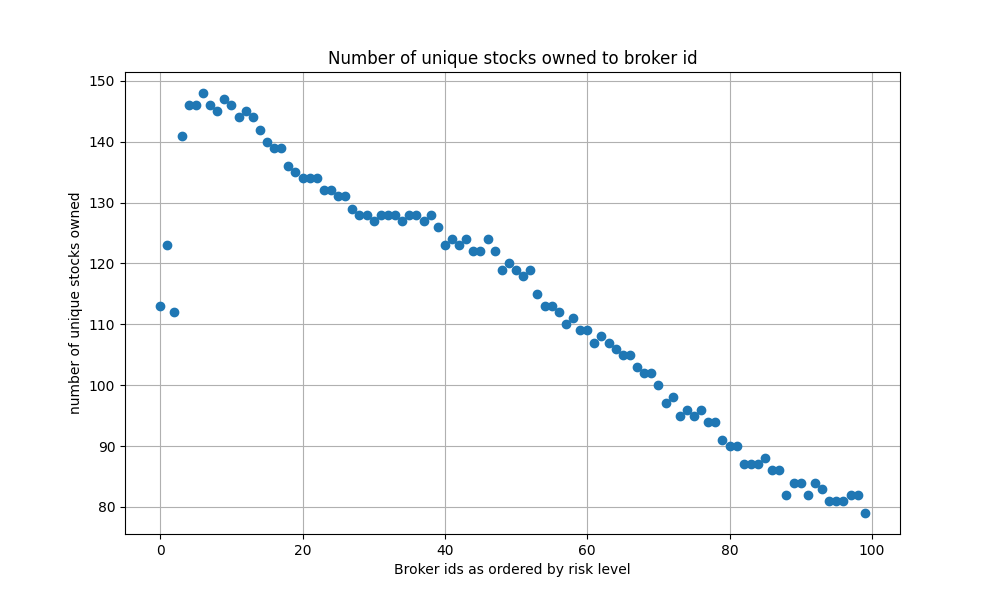 Number of unique stocks owned to broker id
number of unique stocks owned
150
140
130
120
110
100
90
80
0 20 40 60 80 100
Broker ids as ordered by risk level